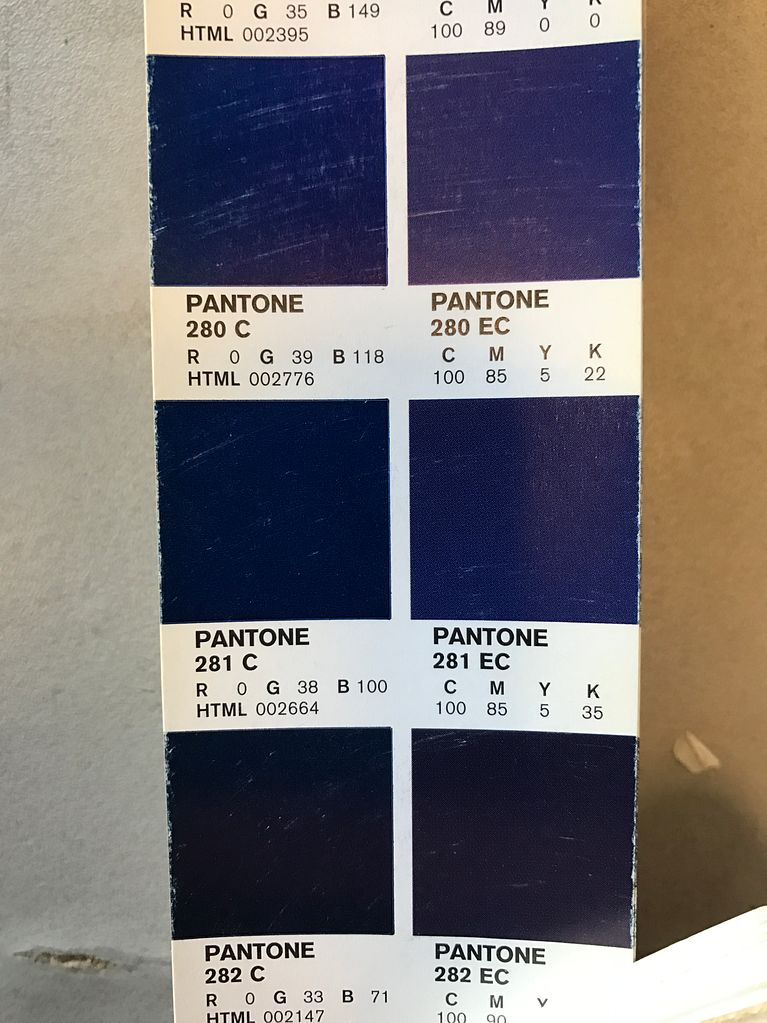 R 0 G 35 B 149
HTML 002395
C M Y K
100 89 0 0
PANTONE
280 C
R 0 G 39 B 118
HTML 002776
PANTONE
280 EC
C M Y K
100 85 5 22
PANTONE
281 C
R 0 G 38 B 100
HTML 002664
PANTONE
281 EC
C M Y K
100 85 5 35
PANTONE
282 C
R 0 G 33 B 71
HTML 002147
PANTONE
282 EC
C M
100 90